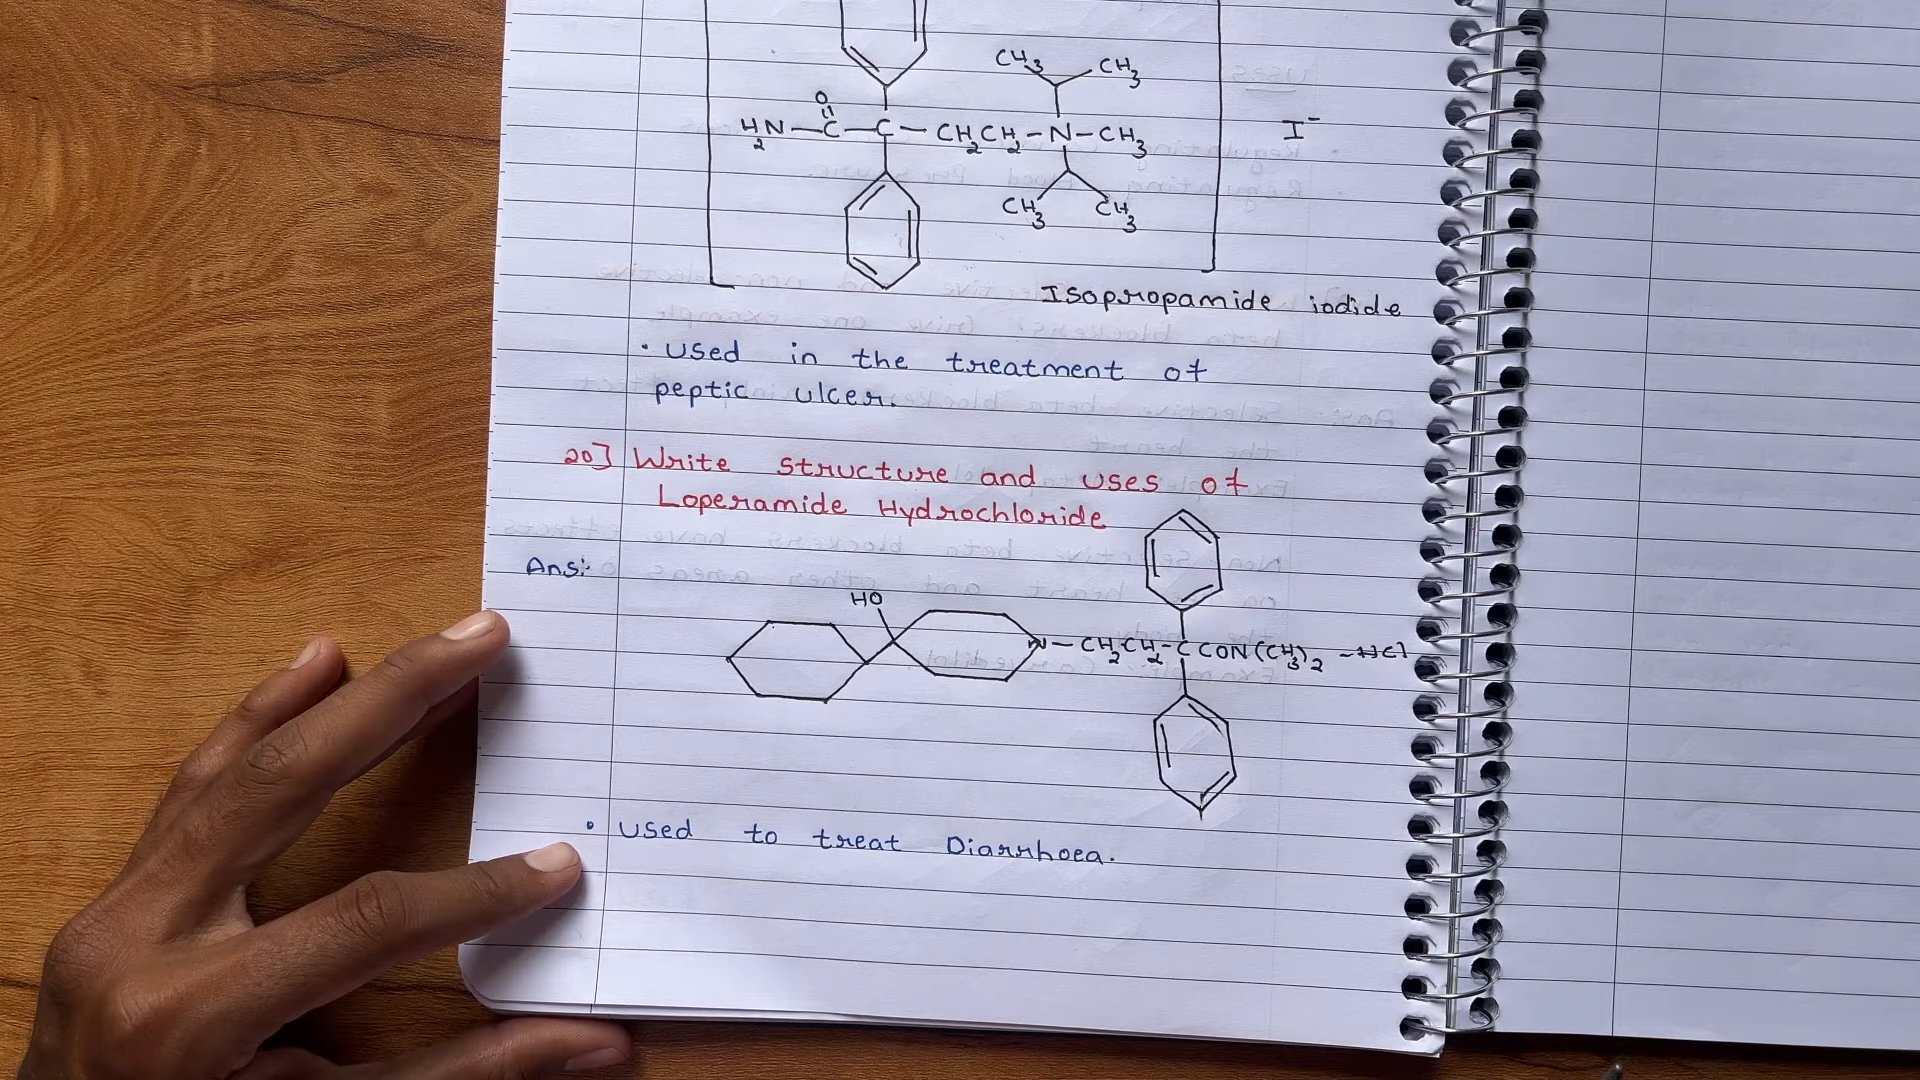 CH3 CH3
O
H2N-C-C-CH2CH2-N-CH3 I-
CH3 CH3
Isopropamide iodide
• used in the treatment of
peptic ulcer.
20] Write structure and uses of
Loperamide Hydrochloride
Ans:
HO
N-CH2CH2-CCON(CH3)2-HCl
• used to treat Diarrhoea.